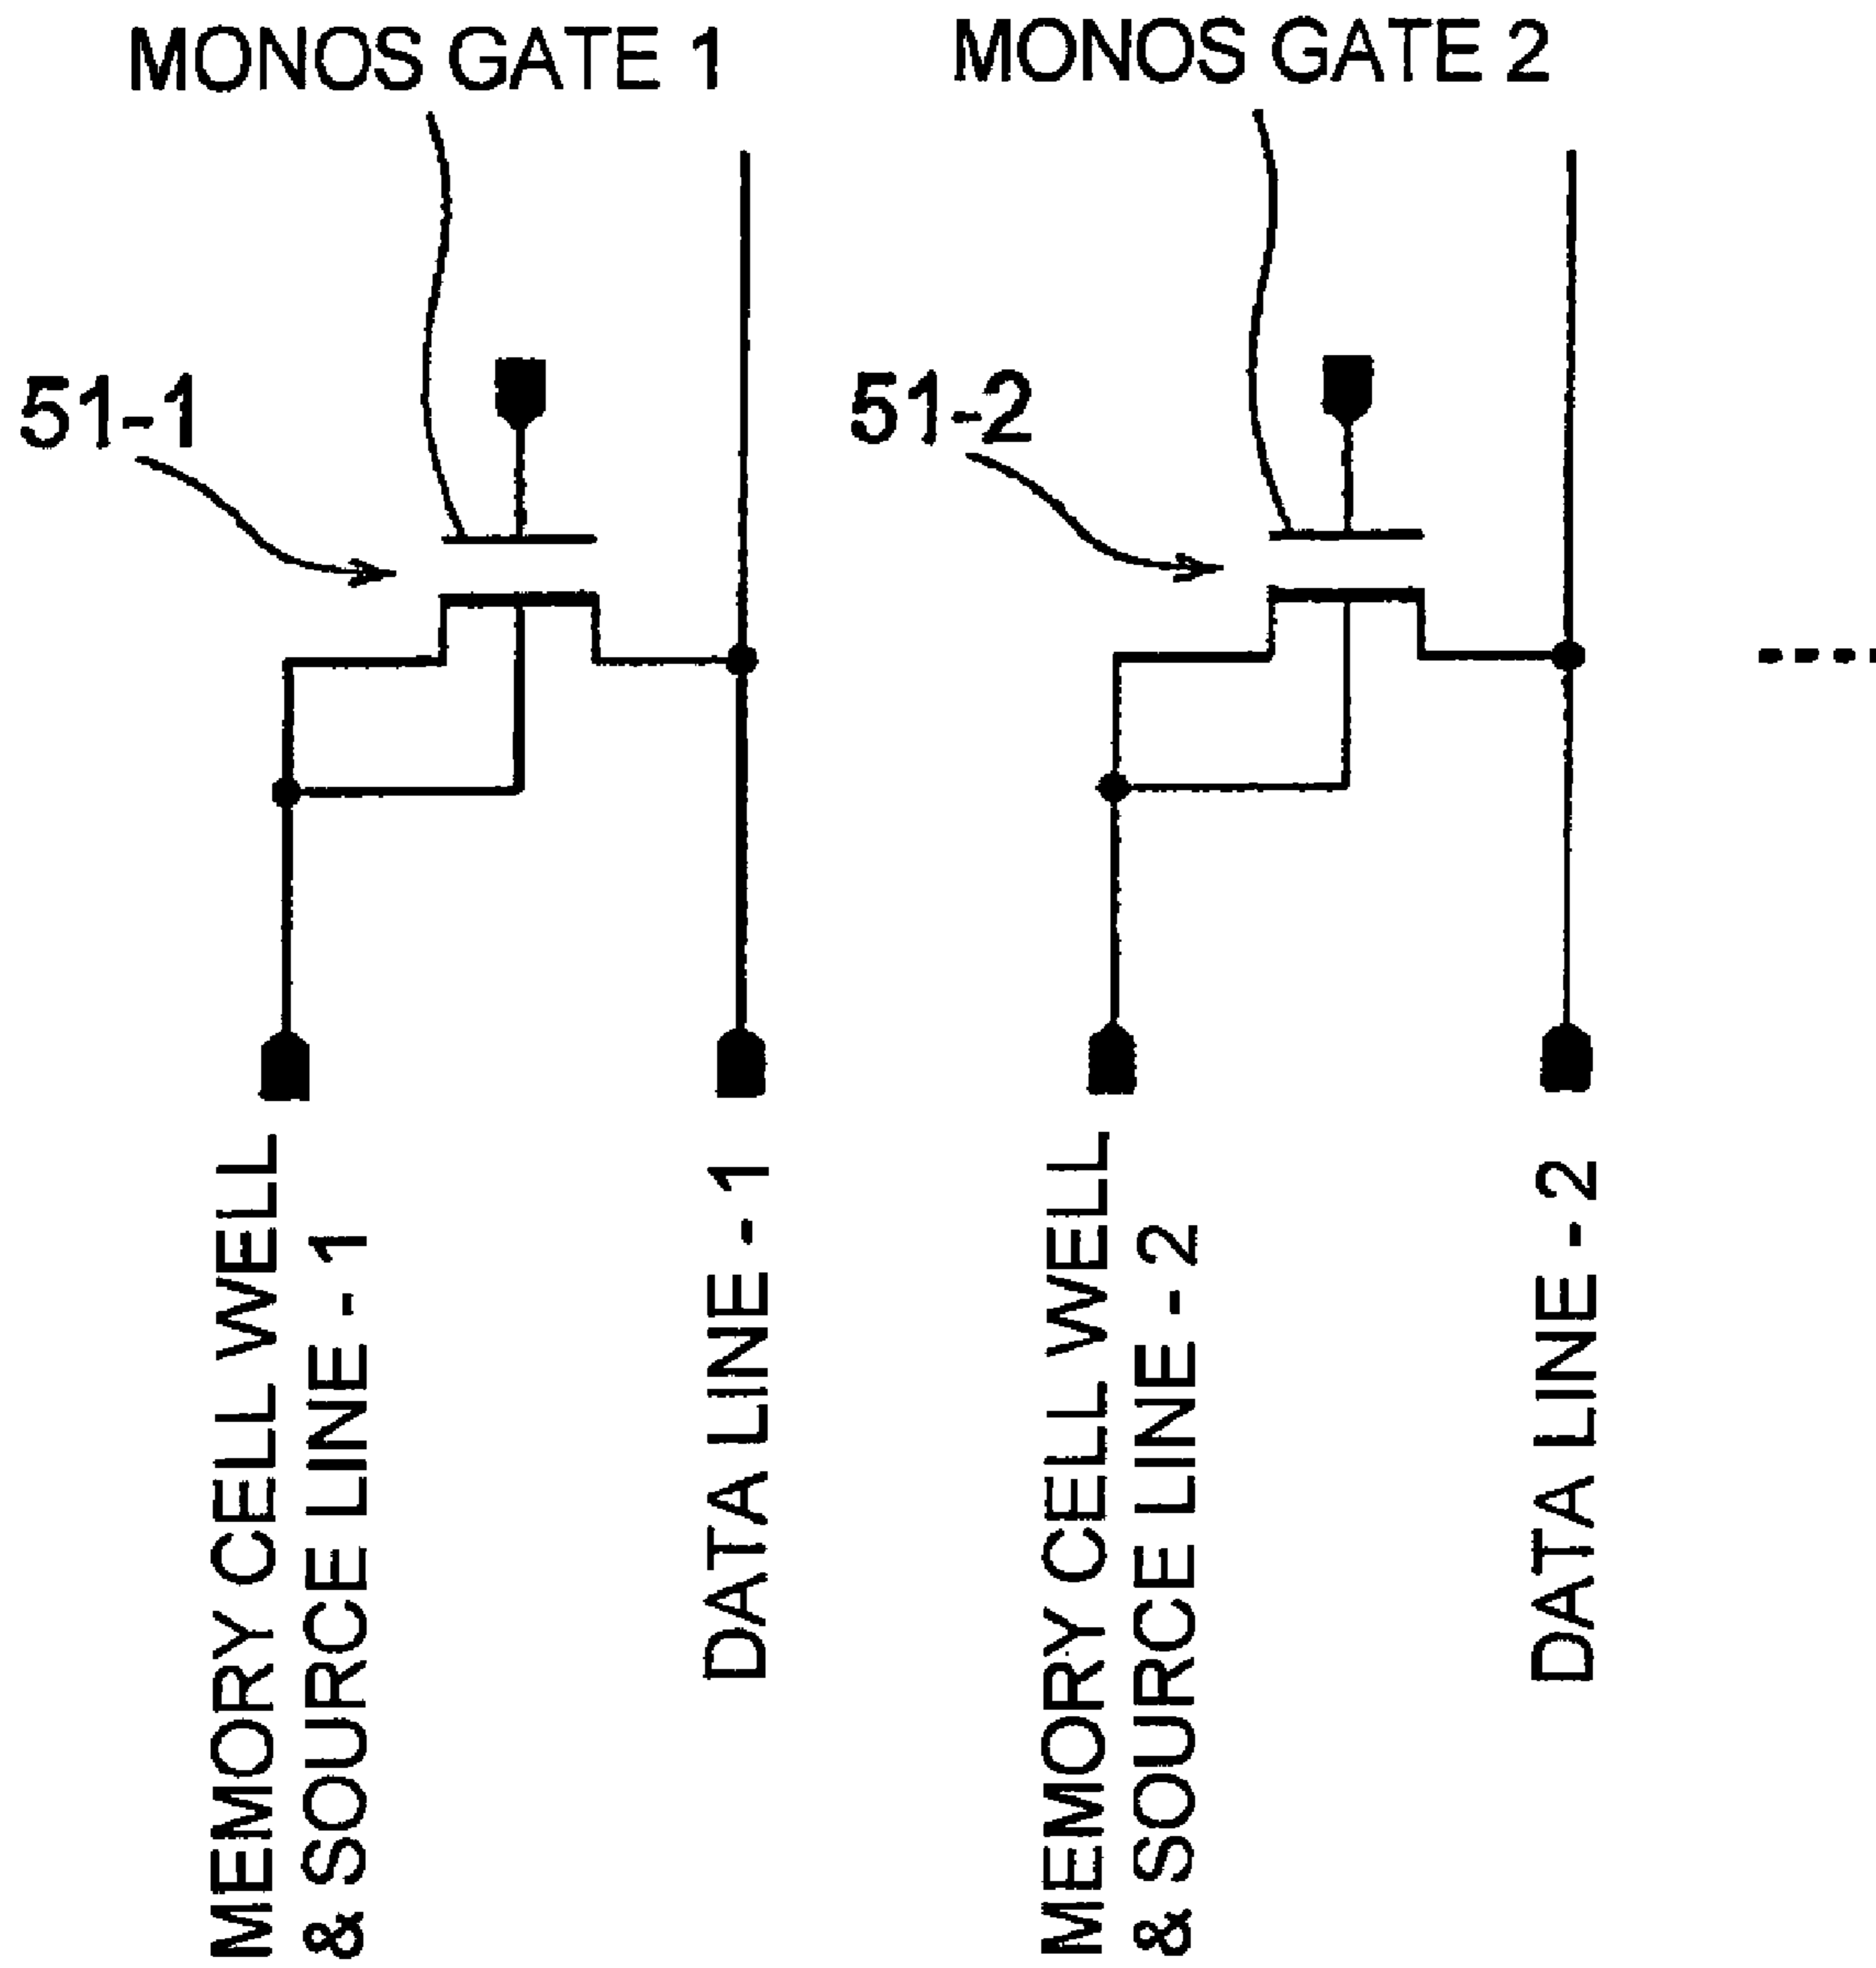 MONOS GATE 1
MONOS GATE 2
51-1
51-2
MEMORY CELL WELL
& SOURCE LINE - 1
DATA LINE - 1
MEMORY CELL WELL
& SOURCE LINE - 2
DATA LINE - 2